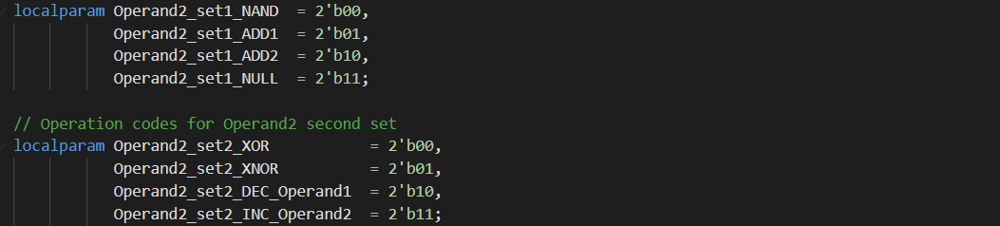 localparam Operand2_set1_NAND  = 2'b00,
           Operand2_set1_ADD1  = 2'b01,
           Operand2_set1_ADD2  = 2'b10,
           Operand2_set1_NULL  = 2'b11;

// Operation codes for Operand2 second set
localparam Operand2_set2_XOR           = 2'b00,
           Operand2_set2_XNOR          = 2'b01,
           Operand2_set2_DEC_Operand1  = 2'b10,
           Operand2_set2_INC_Operand2  = 2'b11;